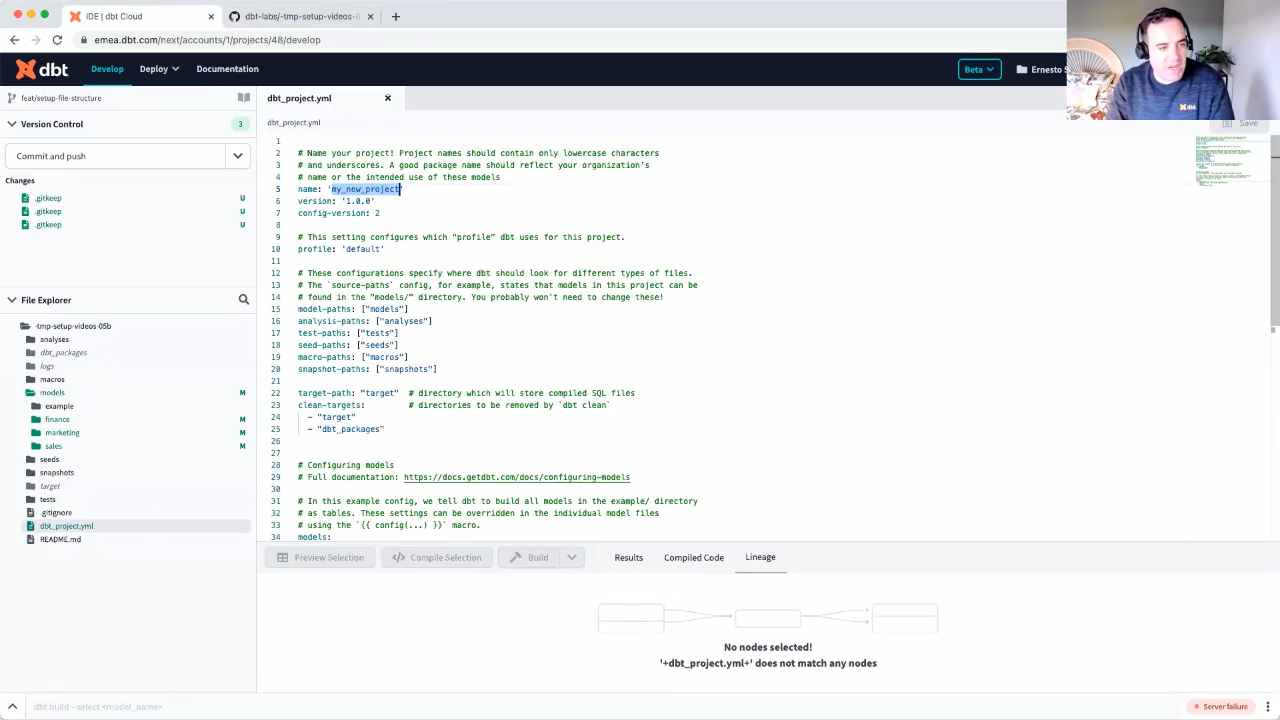 IDE | dbt Cloud
dbt-labs/-tmp-setup-videos-0
emea.dbt.com/next/accounts/1/projects/48/develop
dbt
Develop
Deploy
Documentation
Beta
Ernesto
feat/setup-file-structure
dbt_project.yml
Version Control
3
dbt_project.yml
Save
Commit and push
Changes
.gitkeep U
.gitkeep U
.gitkeep U
File Explorer
-tmp-setup-videos-05b
analyses
dbt_packages
logs
macros
models M
example
finance M
marketing M
sales M
seeds
snapshots
target
tests
.gitignore
dbt_project.yml
README.md
1
2 # Name your project! Project names should contain only lowercase characters
3 # and underscores. A good package name should reflect your organization's
4 # name or the intended use of these models
5 name: 'my_new_project'
6 version: '1.0.0'
7 config-version: 2
8
9 # This setting configures which "profile" dbt uses for this project.
10 profile: 'default'
11
12 # These configurations specify where dbt should look for different types of files.
13 # The `source-paths` config, for example, states that models in this project can be
14 # found in the "models/" directory. You probably won't need to change these!
15 model-paths: ["models"]
16 analysis-paths: ["analyses"]
17 test-paths: ["tests"]
18 seed-paths: ["seeds"]
19 macro-paths: ["macros"]
20 snapshot-paths: ["snapshots"]
21
22 target-path: "target" # directory which will store compiled SQL files
23 clean-targets: # directories to be removed by `dbt clean`
24 - "target"
25 - "dbt_packages"
26
27
28 # Configuring models
29 # Full documentation: https://docs.getdbt.com/docs/configuring-models
30
31 # In this example config, we tell dbt to build all models in the example/ directory
32 # as tables. These settings can be overridden in the individual model files
33 # using the `{{ config(...) }}` macro.
34 models:
Preview Selection
Compile Selection
Build
Results
Compiled Code
Lineage
No nodes selected!
'+dbt_project.yml+' does not match any nodes
dbt build --select <model_name>
Server failure
dbt